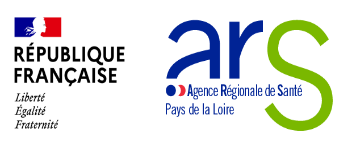 RÉPUBLIQUE
FRANÇAISE
Liberté
Égalité
Fraternité
ars
Agence Régionale de Santé
Pays de la Loire